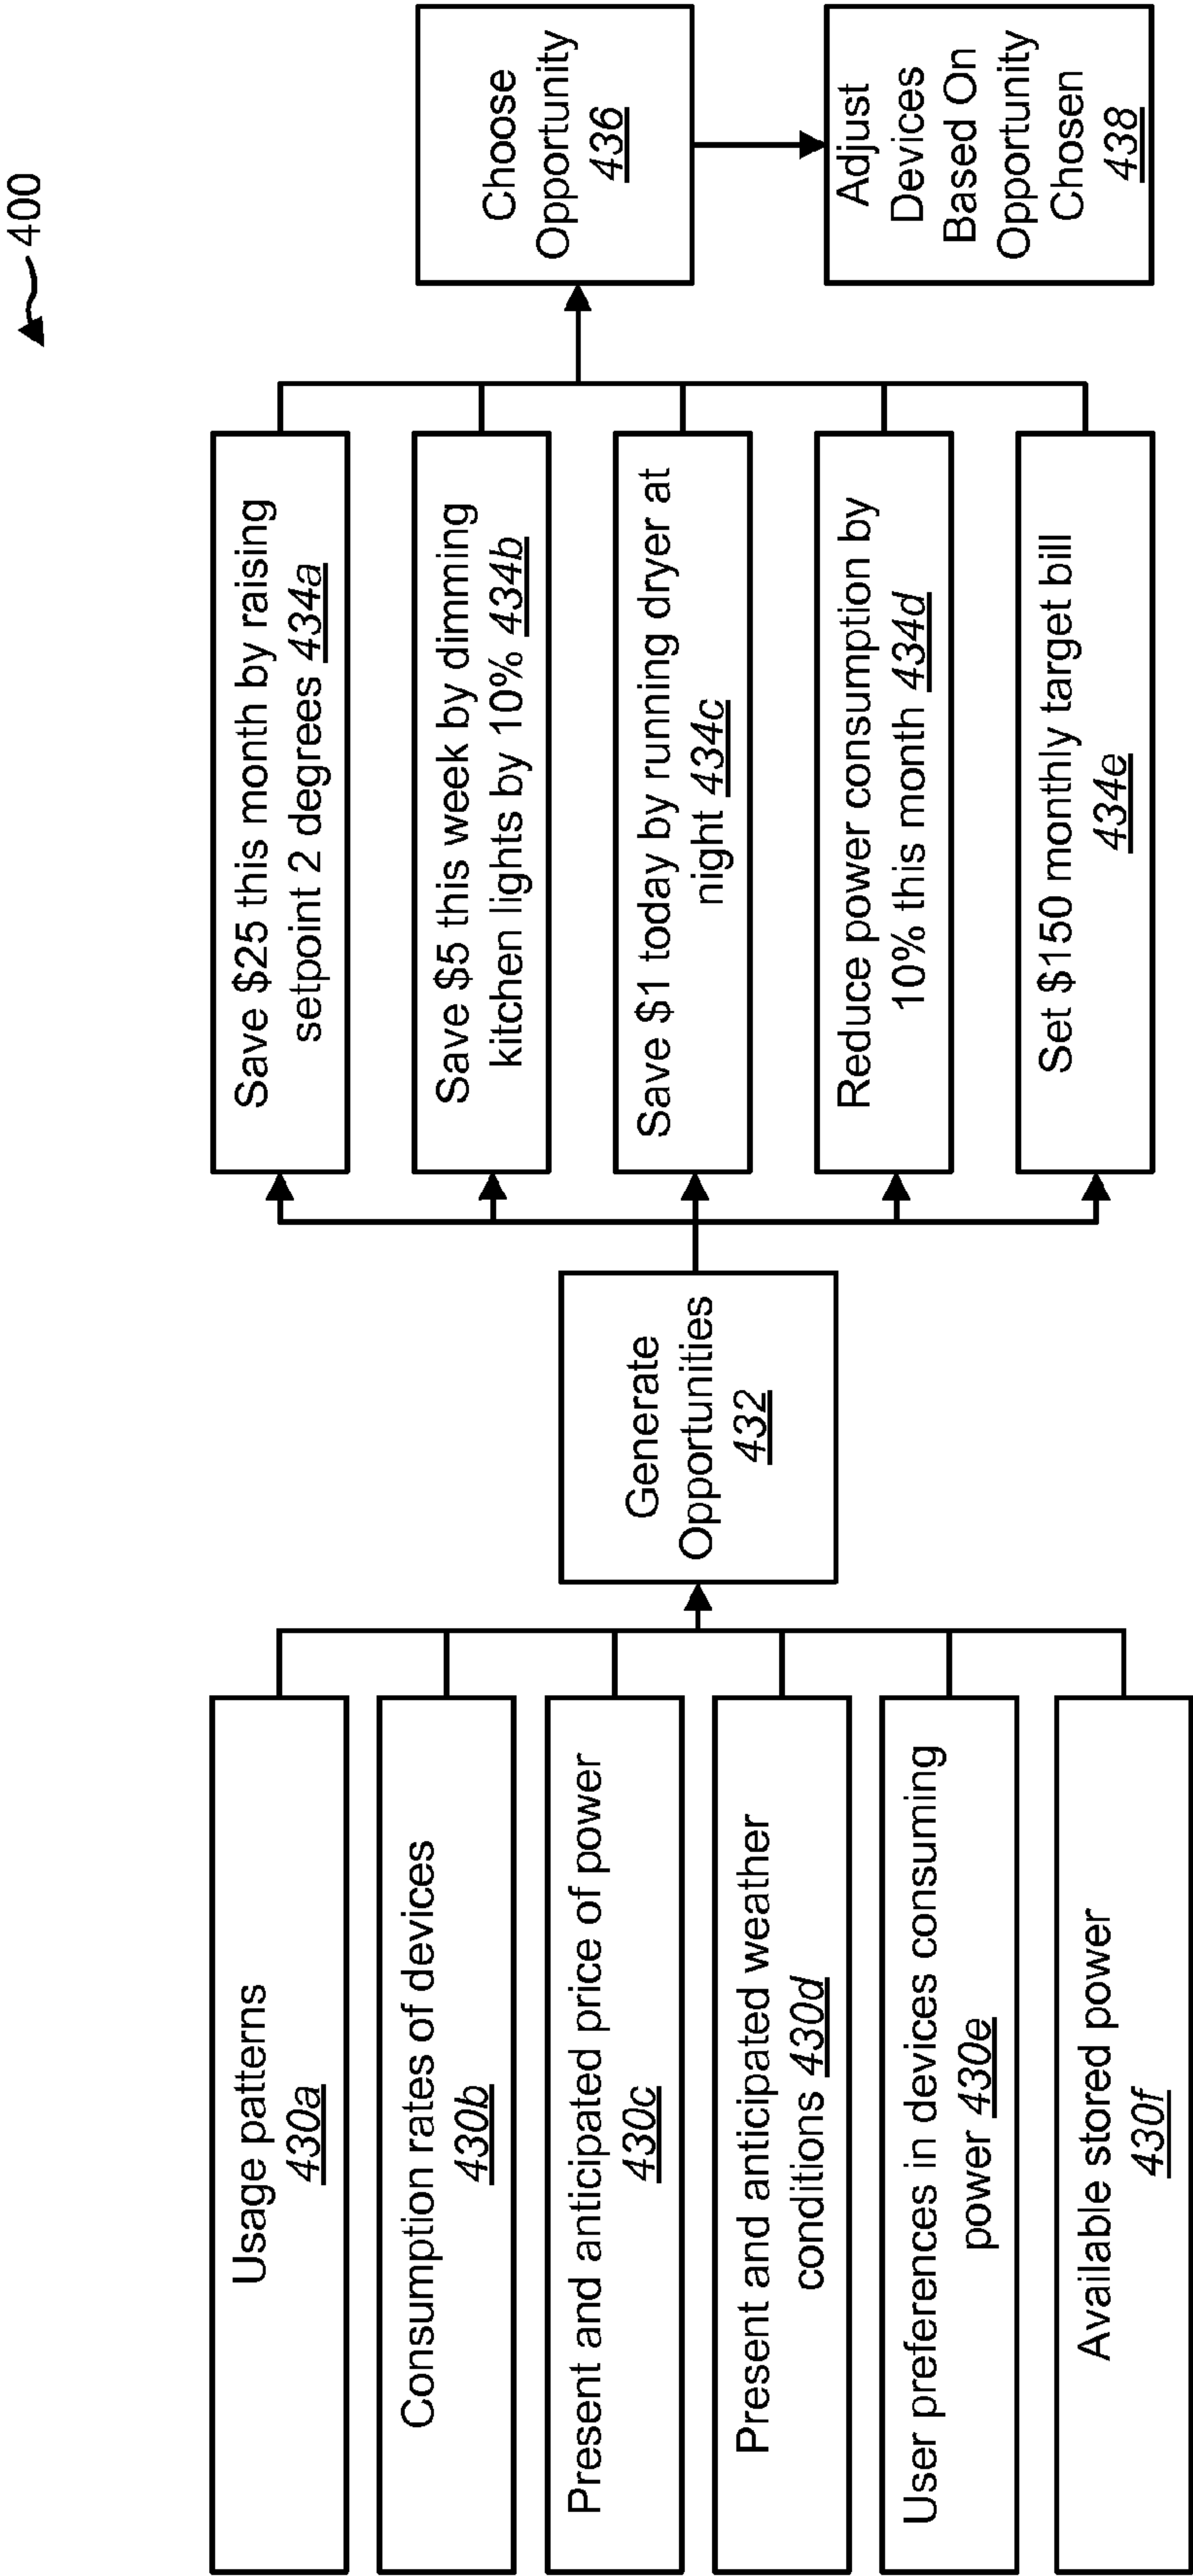 400
Usage patterns
430a
Consumption rates of devices
430b
Present and anticipated price of power
430c
Present and anticipated weather
conditions 430d
User preferences in devices consuming
power 430e
Available stored power
430f
Generate
Opportunities
432
Save $25 this month by raising
setpoint 2 degrees 434a
Save $5 this week by dimming
kitchen lights by 10% 434b
Save $1 today by running dryer at
night 434c
Reduce power consumption by
10% this month 434d
Set $150 monthly target bill
434e
Choose
Opportunity
436
Adjust
Devices
Based On
Opportunity
Chosen
438